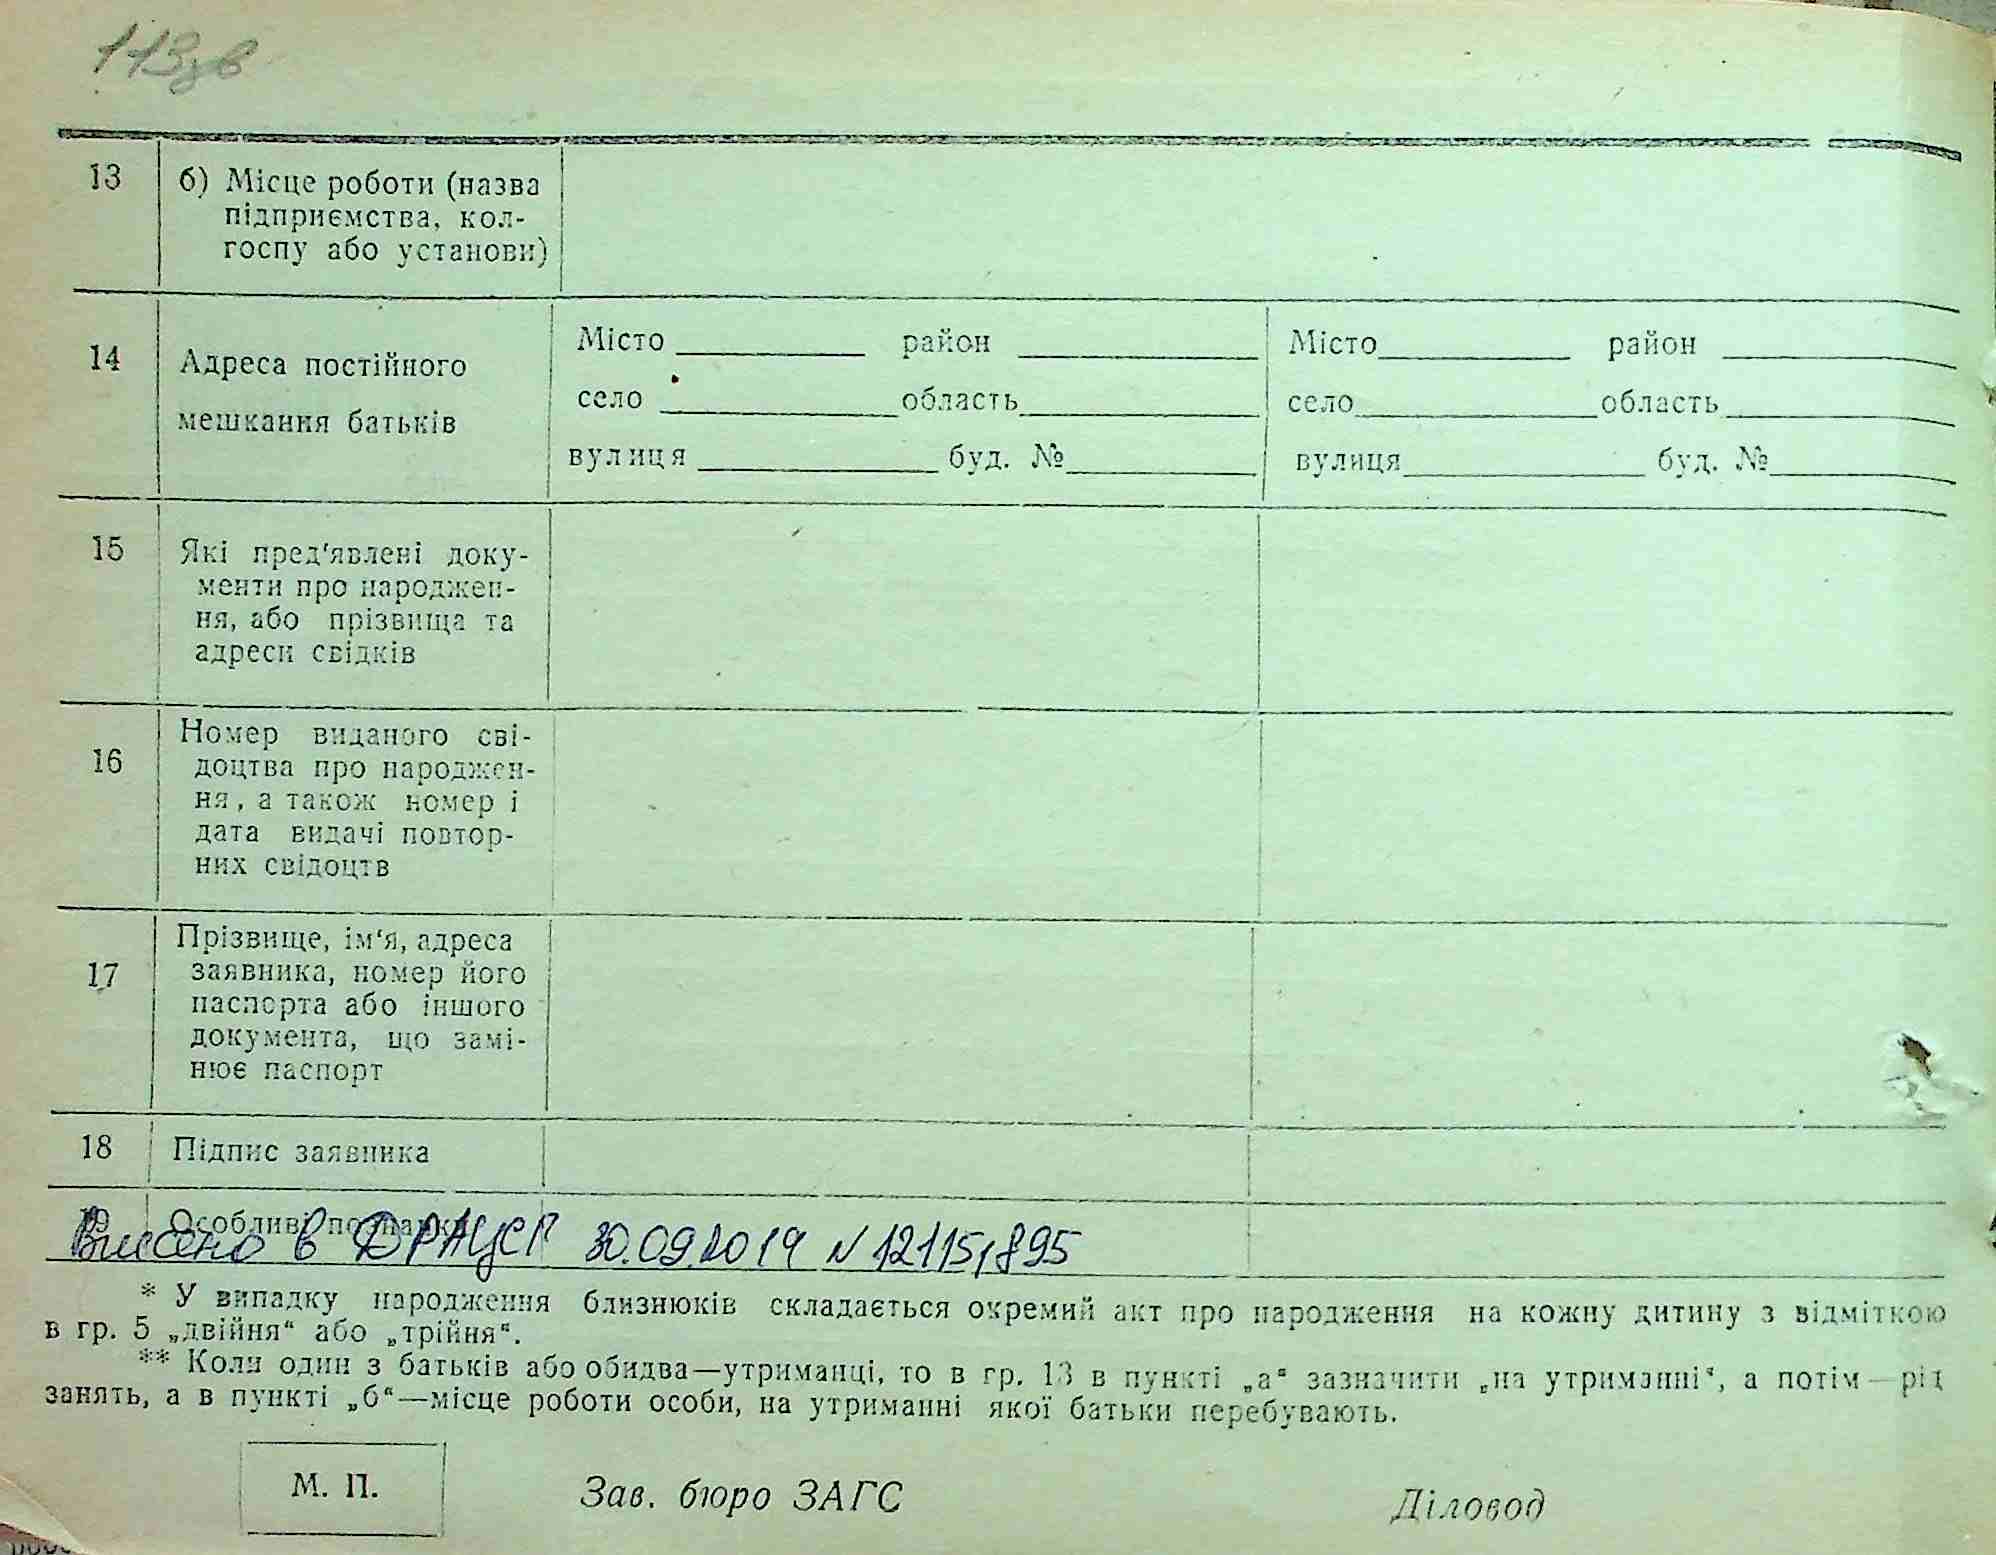 113зв
13 б) Місце роботи (назва
підприємства, кол-
госпу або установи)
14 Адреса постійного
мешкання батьків
Місто район Місто район
село область село область
вулиця буд. № вулиця буд. №
15 Які пред'явлені доку-
менти про народжен-
ня, або прізвища та
адреси свідків
16 Номер виданого сві-
доцтва про народжен-
ня, а також номер і
дата видачі повтор-
них свідоцтв
17 Прізвище, ім'я, адреса
заявника, номер його
паспорта або іншого
документа, що замі-
нює паспорт
18 Підпис заявника
19 Особливі познаки
Внесено в ДРАЦСГ 30.09.2019 N 12115,895
* У випадку народження близнюків складається окремий акт про народження на кожну дитину з відміткою
в гр. 5 „двійня“ або „трійня“.
** Коли один з батьків або обидва—утриманці, то в гр. 13 в пункті „а“ зазначити „на утриманні“, а потім—рід
занять, а в пункті „б“—місце роботи особи, на утриманні якої батьки перебувають.
М. П. Зав. бюро ЗАГС Діловод